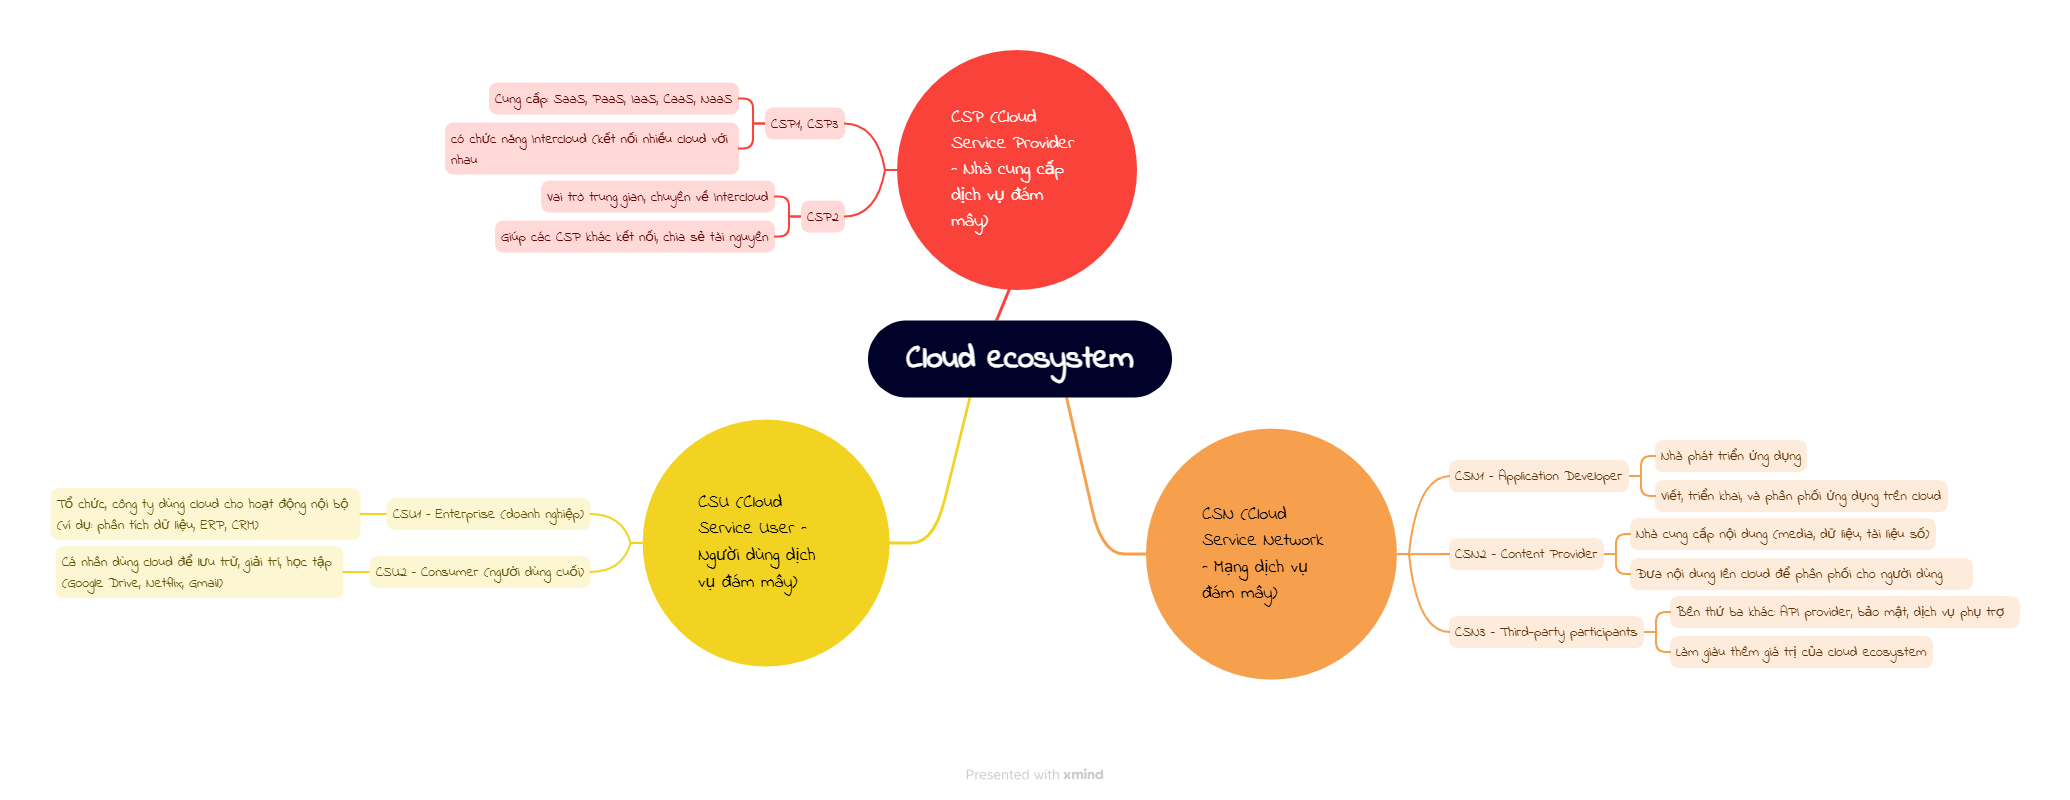 Cloud ecosystem
CSP (Cloud
Service Provider
- Nhà cung cấp
dịch vụ đám
mây)
CSP1, CSP3
Cung cấp: SaaS, PaaS, IaaS, CaaS, NaaS
có chức năng Intercloud (kết nối nhiều cloud với
nhau
CSP2
Vai trò trung gian, chuyên về Intercloud
Giúp các CSP khác kết nối, chia sẻ tài nguyên
CSU (Cloud
Service User -
Người dùng dịch
vụ đám mây)
CSU1 - Enterprise (doanh nghiệp)
Tổ chức, công ty dùng cloud cho hoạt động nội bộ
(ví dụ: phân tích dữ liệu, ERP, CRM)
CSU2 - Consumer (người dùng cuối)
Cá nhân dùng cloud để lưu trữ, giải trí, học tập
(Google Drive, Netflix, Gmail)
CSN (Cloud
Service Network
- Mạng dịch vụ
đám mây)
CSN1 - Application Developer
Nhà phát triển ứng dụng
Viết, triển khai, và phân phối ứng dụng trên cloud
CSN2 - Content Provider
Nhà cung cấp nội dung (media, dữ liệu, tài liệu số)
Đưa nội dung lên cloud để phân phối cho người dùng
CSN3 - Third-party participants
Bên thứ ba khác: API provider, bảo mật, dịch vụ phụ trợ
Làm giàu thêm giá trị của cloud ecosystem
Presented with xmind